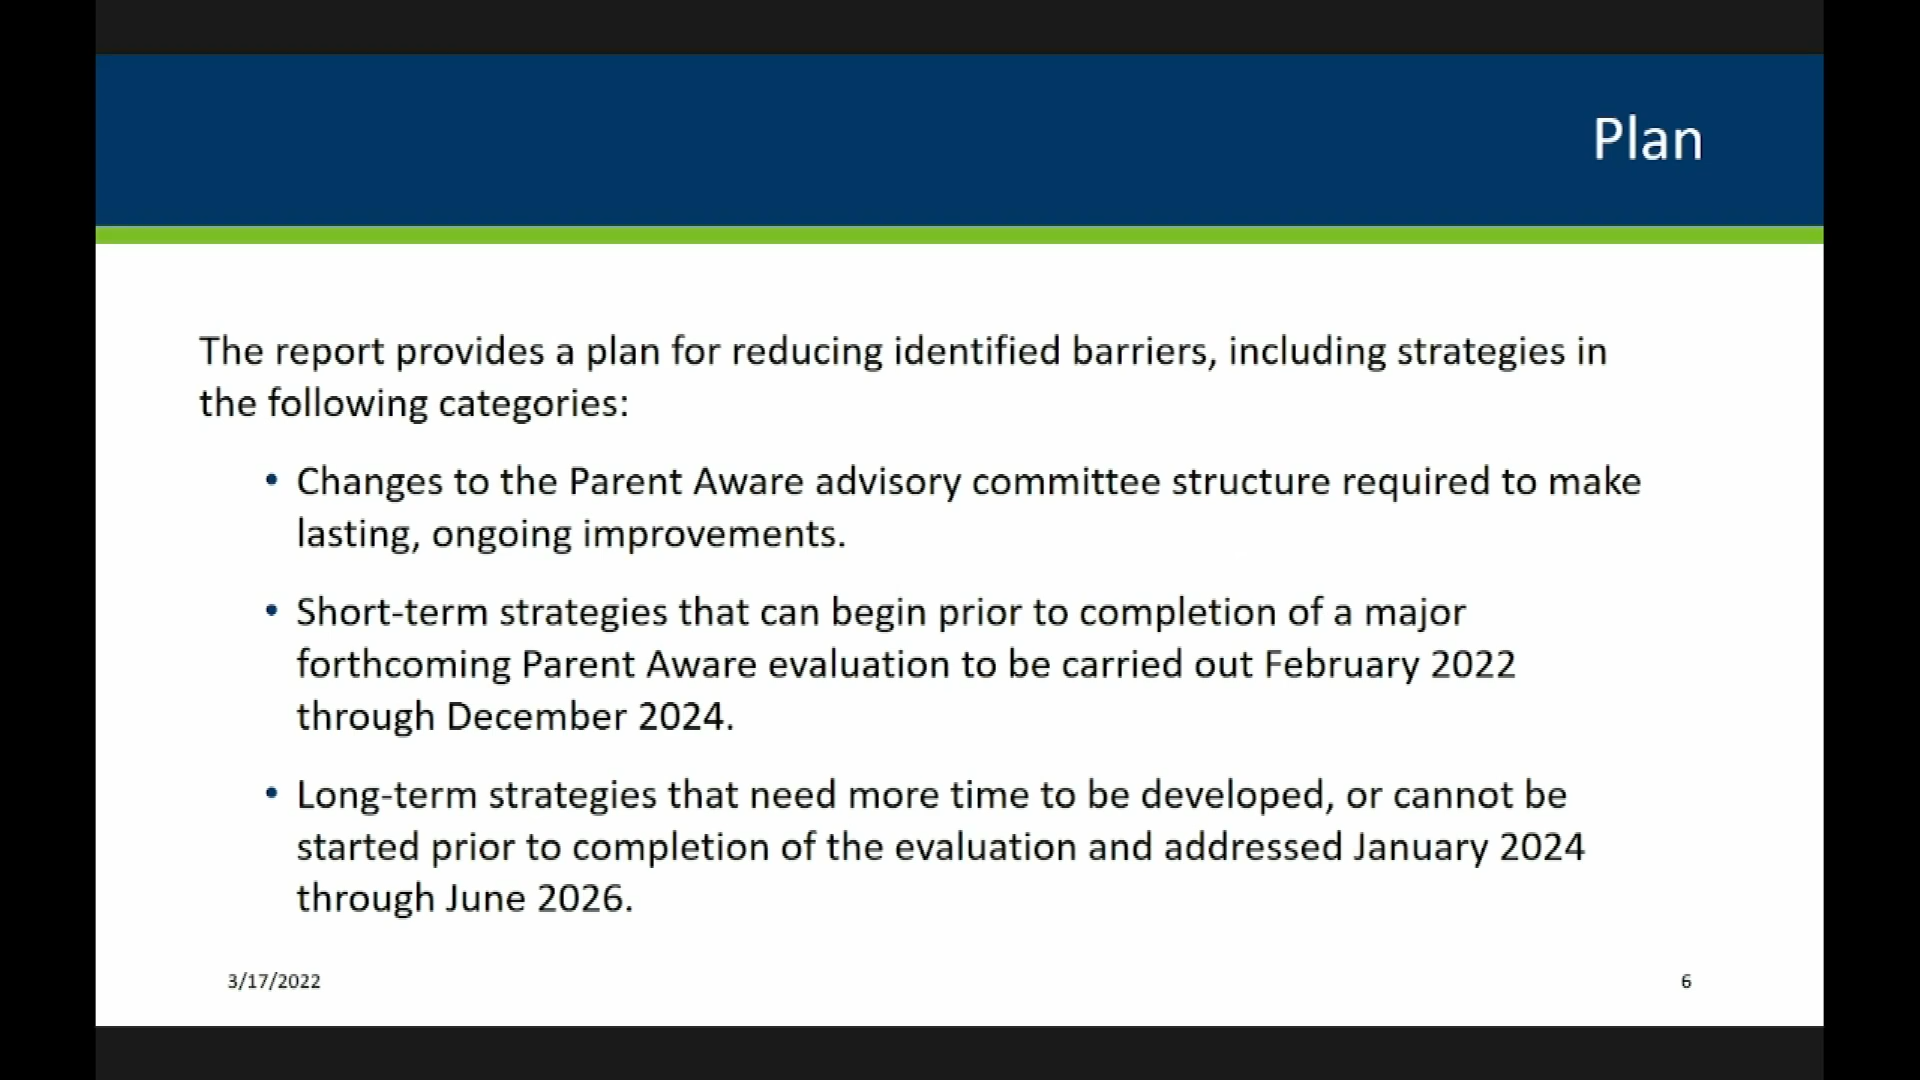 Plan
The report provides a plan for reducing identified barriers, including strategies in
the following categories:
• Changes to the Parent Aware advisory committee structure required to make
lasting, ongoing improvements.
• Short-term strategies that can begin prior to completion of a major
forthcoming Parent Aware evaluation to be carried out February 2022
through December 2024.
• Long-term strategies that need more time to be developed, or cannot be
started prior to completion of the evaluation and addressed January 2024
through June 2026.
3/17/2022
6